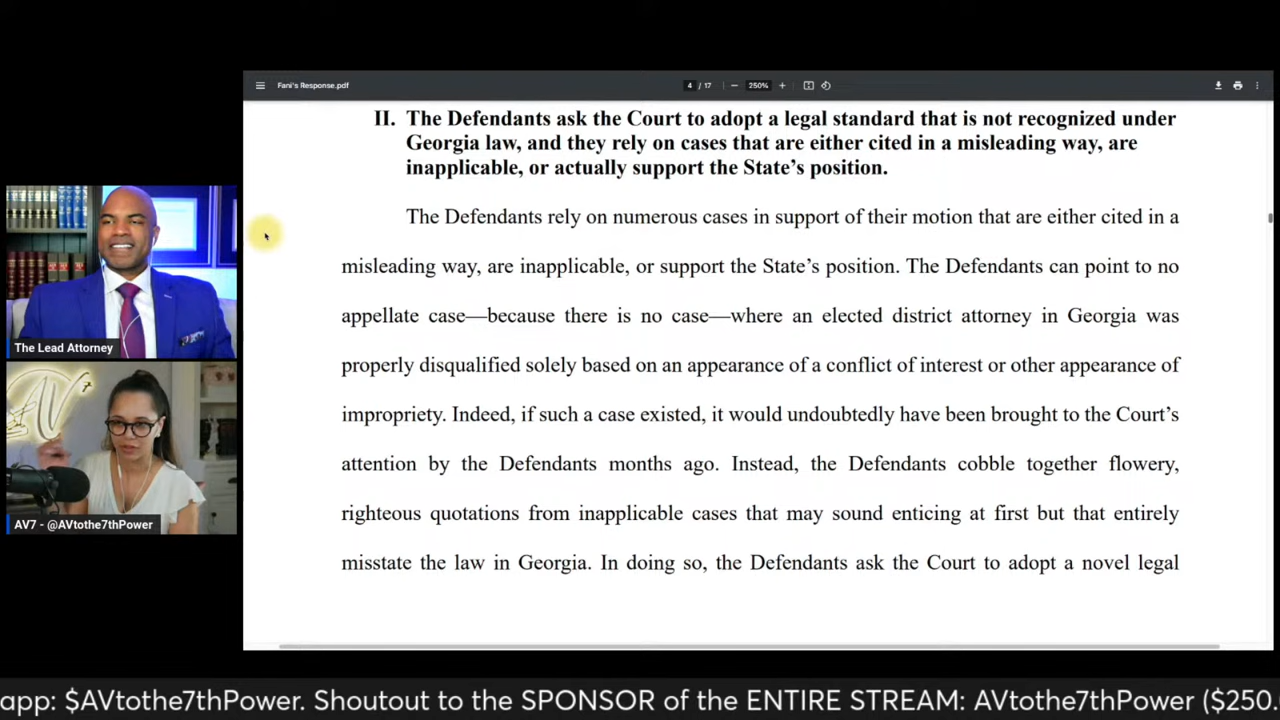 Fani's Response.pdf
4 / 17
250%
II. The Defendants ask the Court to adopt a legal standard that is not recognized under
Georgia law, and they rely on cases that are either cited in a misleading way, are
inapplicable, or actually support the State's position.
The Defendants rely on numerous cases in support of their motion that are either cited in a
misleading way, are inapplicable, or support the State's position. The Defendants can point to no
appellate case—because there is no case—where an elected district attorney in Georgia was
properly disqualified solely based on an appearance of a conflict of interest or other appearance of
impropriety. Indeed, if such a case existed, it would undoubtedly have been brought to the Court's
attention by the Defendants months ago. Instead, the Defendants cobble together flowery,
righteous quotations from inapplicable cases that may sound enticing at first but that entirely
misstate the law in Georgia. In doing so, the Defendants ask the Court to adopt a novel legal
The Lead Attorney
AV7
AV7 - @AVtothe7thPower
app: $AVtothe7thPower. Shoutout to the SPONSOR of the ENTIRE STREAM: AVtothe7thPower ($250.